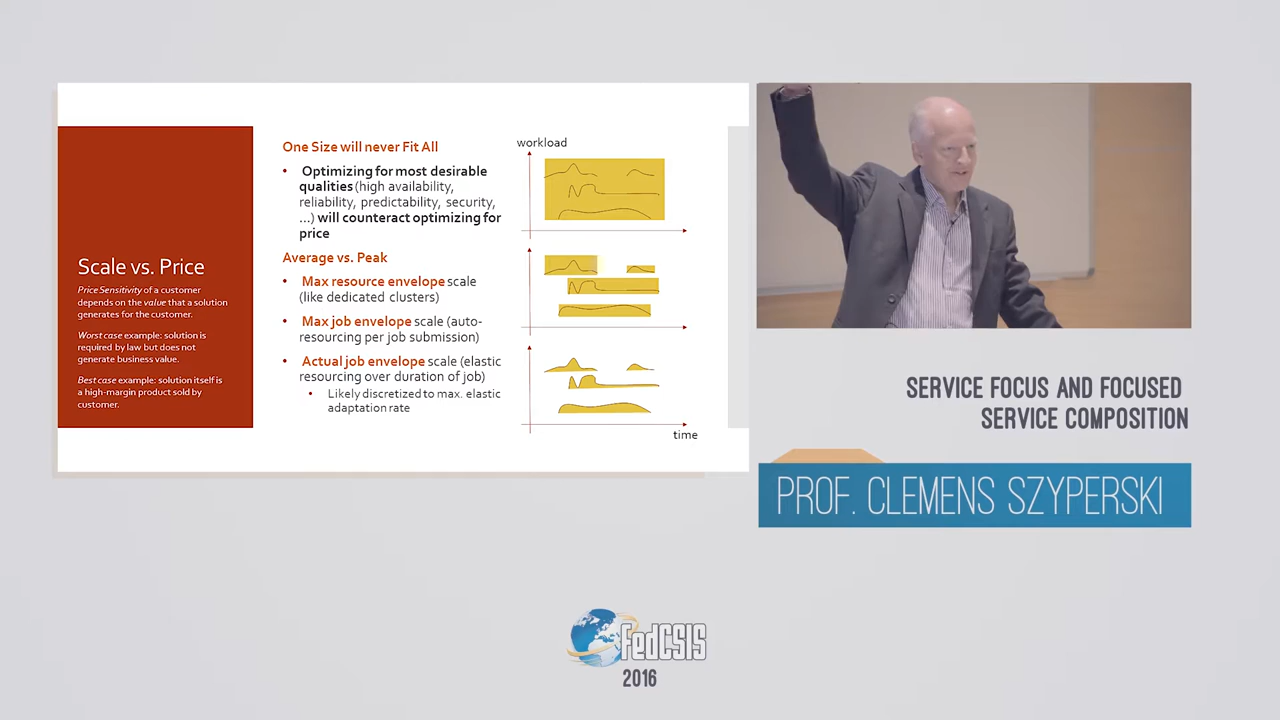 Scale vs. Price
Price Sensitivity of a customer
depends on the value that a solution
generates for the customer.
Worst case example: solution is
required by law but does not
generate business value.
Best case example: solution itself is
a high-margin product sold by
customer.
One Size will never Fit All
• Optimizing for most desirable
qualities (high availability,
reliability, predictability, security,
...) will counteract optimizing for
price
Average vs. Peak
• Max resource envelope scale
(like dedicated clusters)
• Max job envelope scale (auto-
resourcing per job submission)
• Actual job envelope scale (elastic
resourcing over duration of job)
• Likely discretized to max. elastic
adaptation rate
workload
time
SERVICE FOCUS AND FOCUSED
SERVICE COMPOSITION
PROF. CLEMENS SZYPERSKI
FedCSIS
2016